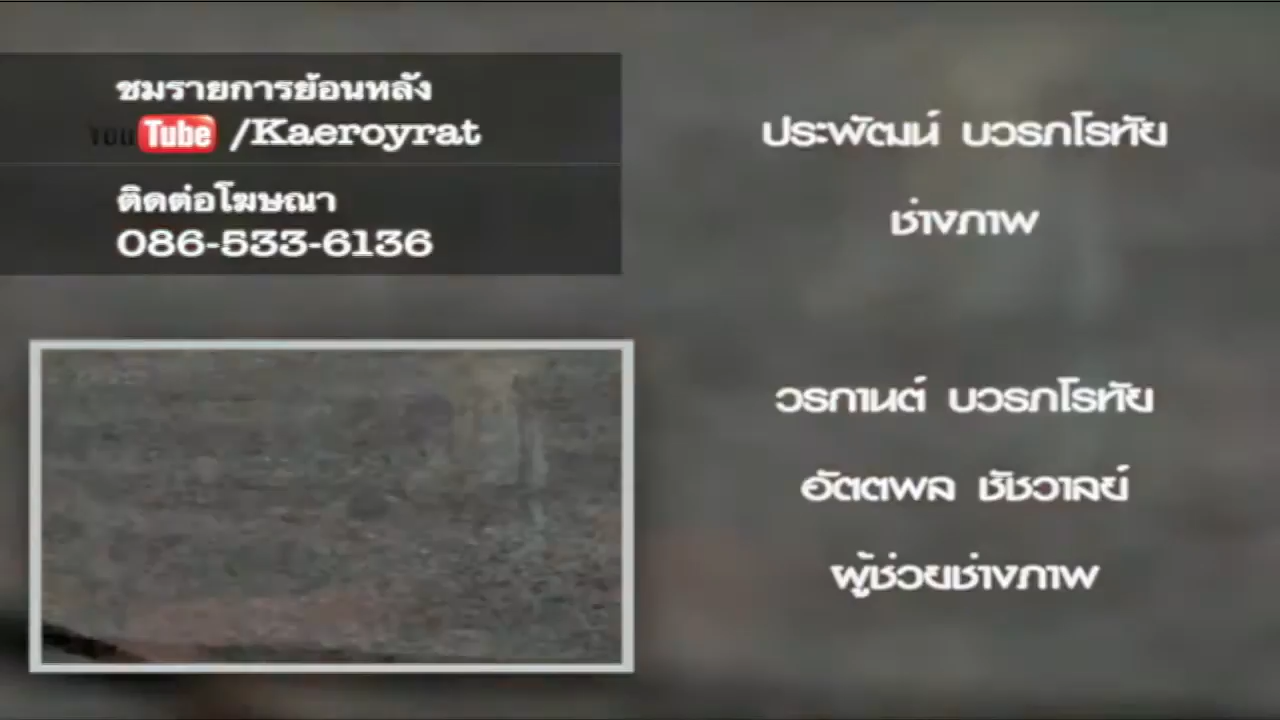 ชมรายการย้อนหลัง
YouTube /Kaeroyrat
ติดต่อโฆษณา
086-533-6136
ประพัฒน์ บวรภโรทัย
ช่างภาพ
วรกานต์ บวรภโรทัย
อัตตพล ชัชวาลย์
ผู้ช่วยช่างภาพ